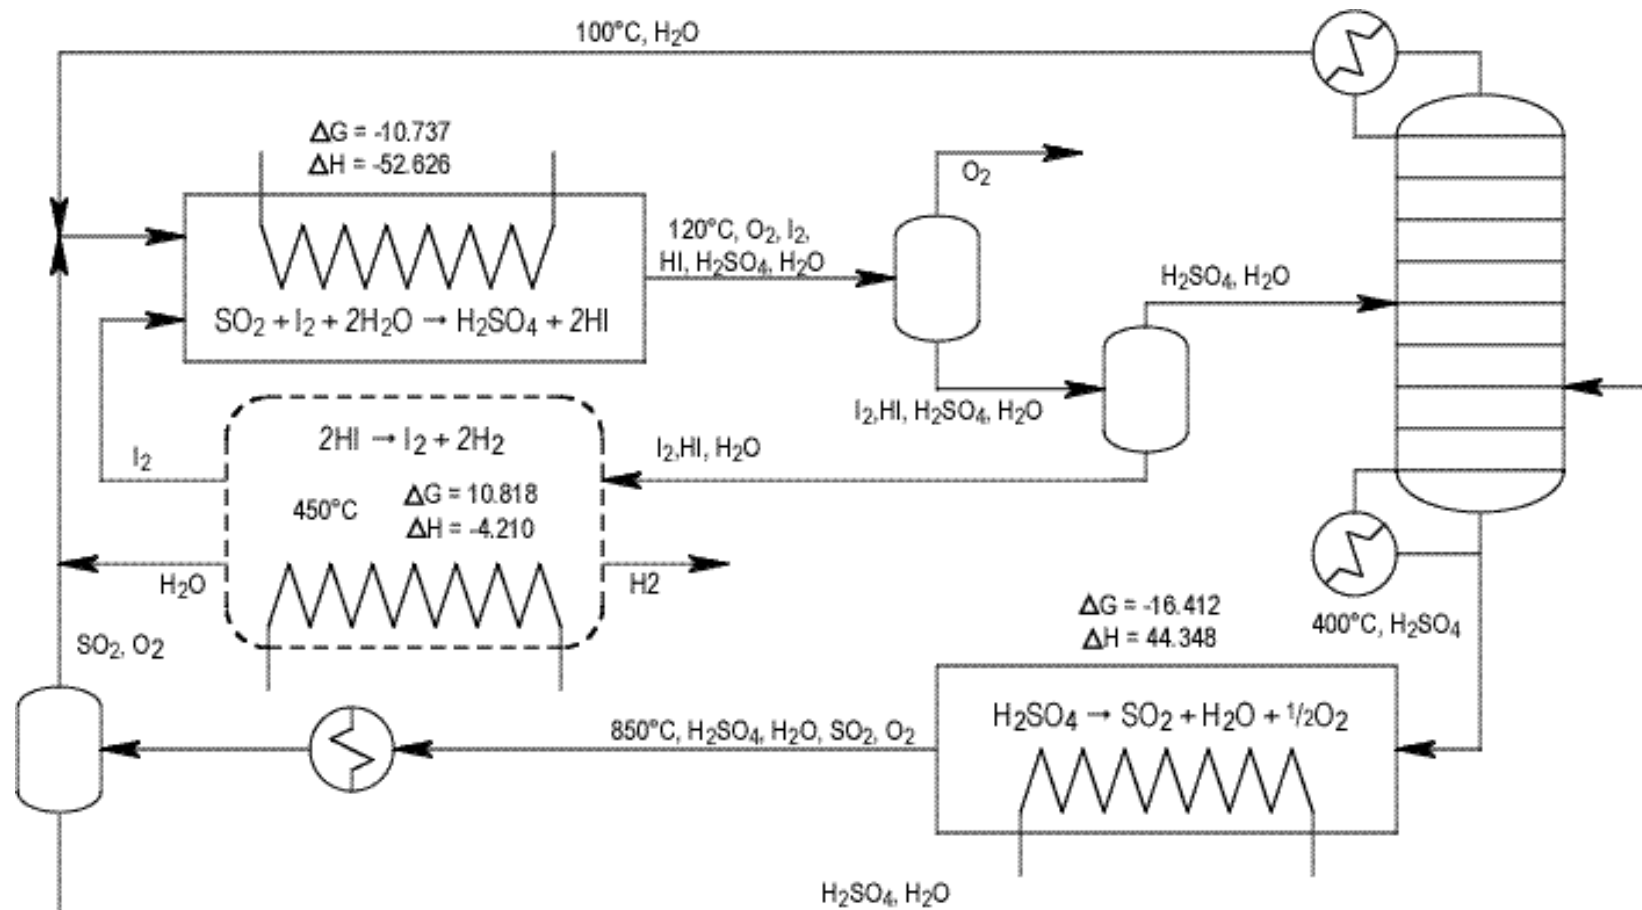 100°C, H₂O
ΔG = -10.737
ΔH = -52.626
O₂
120°C, O₂, I₂,
HI, H₂SO₄, H₂O
H₂SO₄, H₂O
SO₂ + I₂ + 2H₂O → H₂SO₄ + 2HI
I₂,HI, H₂SO₄, H₂O
2HI → I₂ + 2H₂
I₂
I₂,HI, H₂O
450°C
ΔG = 10.818
ΔH = -4.210
H₂O
H2
SO₂, O₂
ΔG = -16.412
ΔH = 44.348
400°C, H₂SO₄
H₂SO₄ → SO₂ + H₂O + 1/2O₂
850°C, H₂SO₄, H₂O, SO₂, O₂
H₂SO₄, H₂O